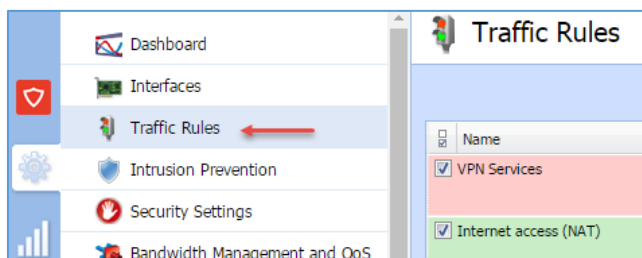 Dashboard
Interfaces
Traffic Rules
Intrusion Prevention
Security Settings
Bandwidth Management and QoS
Traffic Rules
Name
VPN Services
Internet access (NAT)